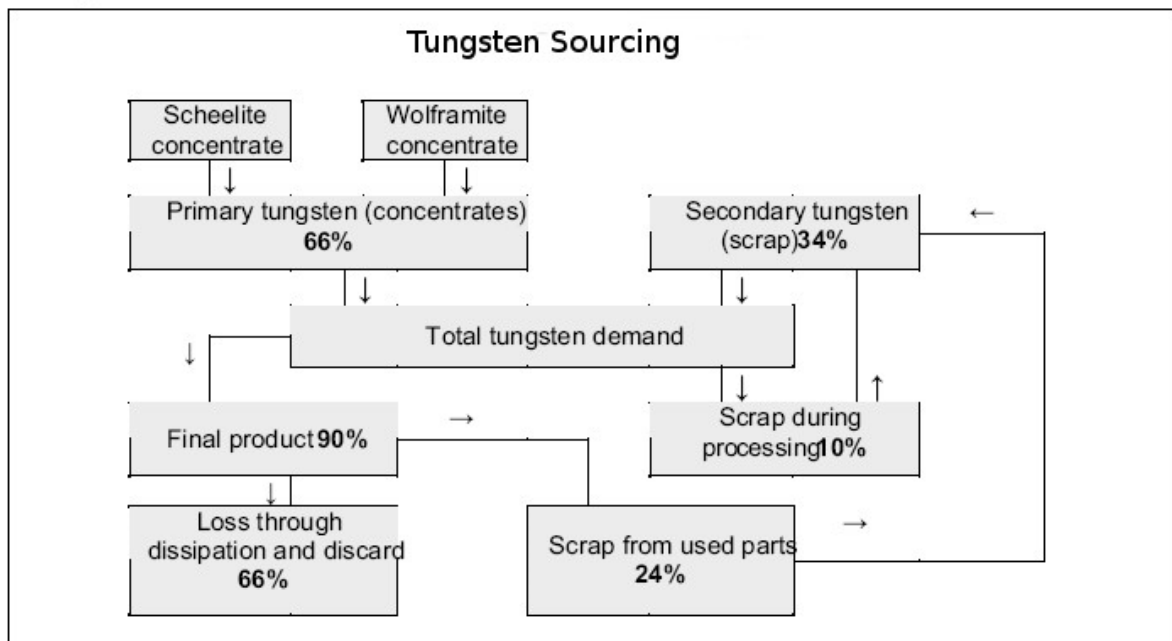 Tungsten Sourcing
Scheelite
concentrate
Wolframite
concentrate
↓
↓
Primary tungsten (concentrates)
66%
Secondary tungsten
(scrap)34%
←
↓
↓
Total tungsten demand
↓
↓
↑
Final product 90%
→
Scrap during
processing10%
↓
Loss through
dissipation and discard
66%
Scrap from used parts
24%
→